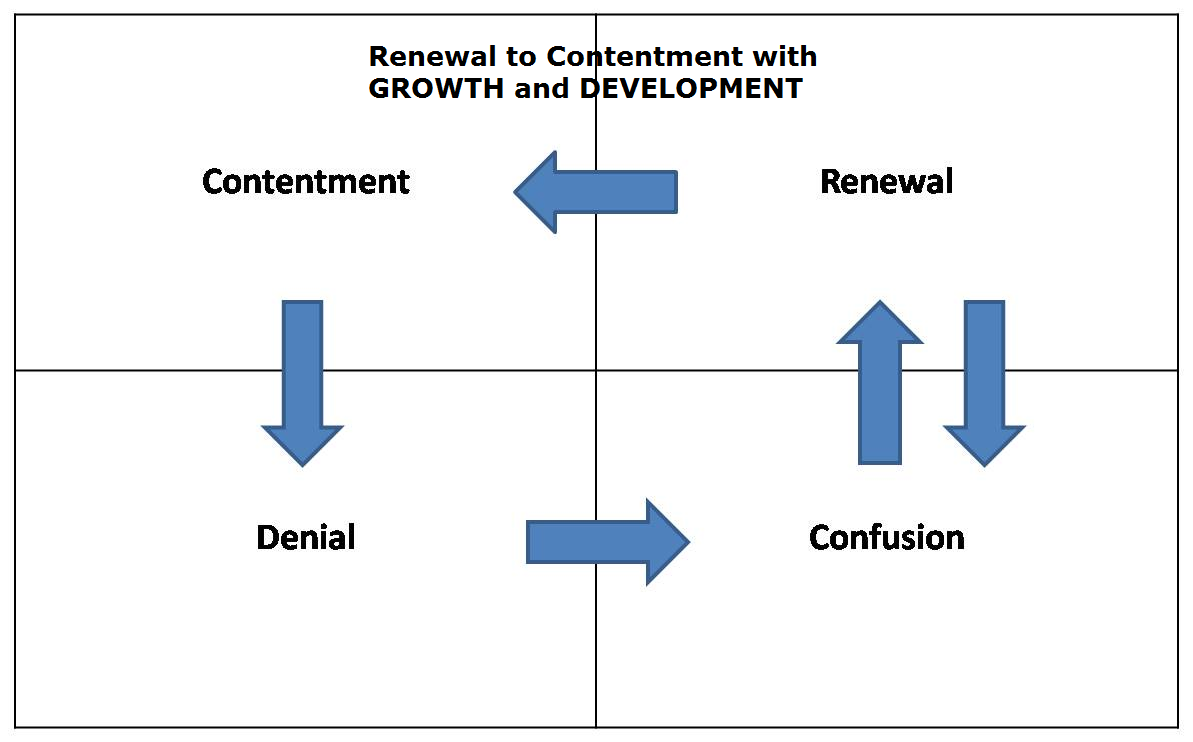 Renewal to Contentment with
GROWTH and DEVELOPMENT
Contentment
Renewal
Denial
Confusion